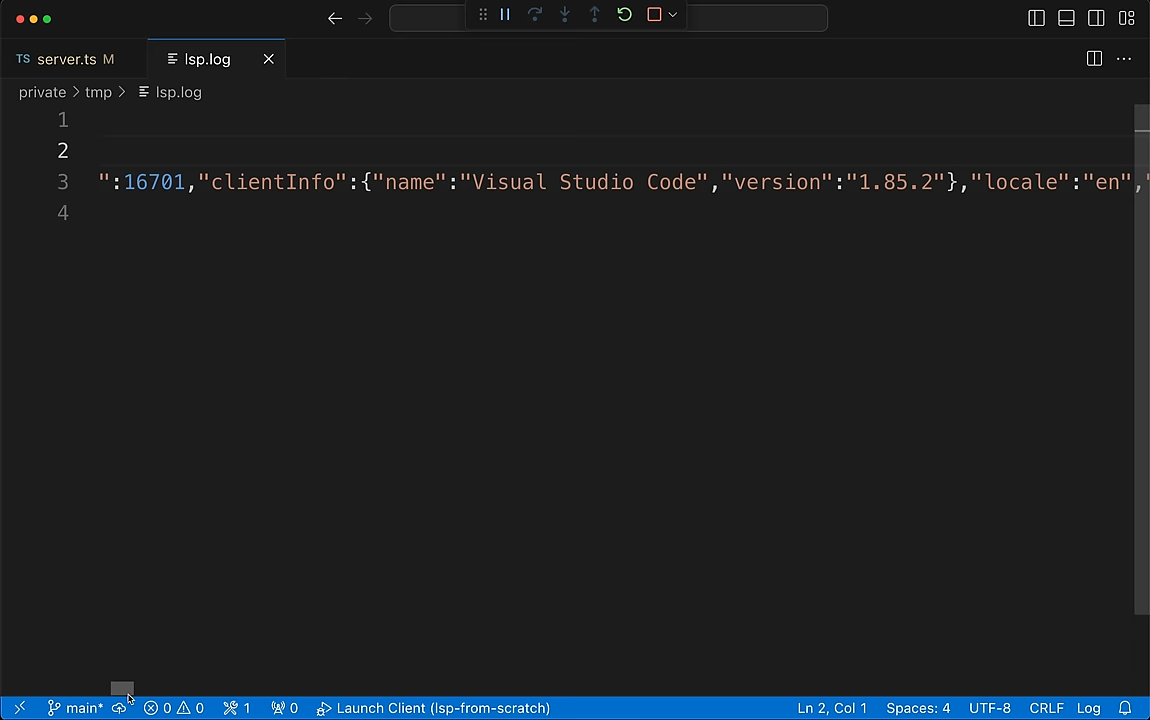 TS server.ts M lsp.log
private tmp lsp.log
1
2
3 ":16701,"clientInfo":{"name":"Visual Studio Code","version":"1.85.2"},"locale":"en","
4
main* 0 0 1 0 Launch Client (lsp-from-scratch) Ln 2, Col 1 Spaces: 4 UTF-8 CRLF Log